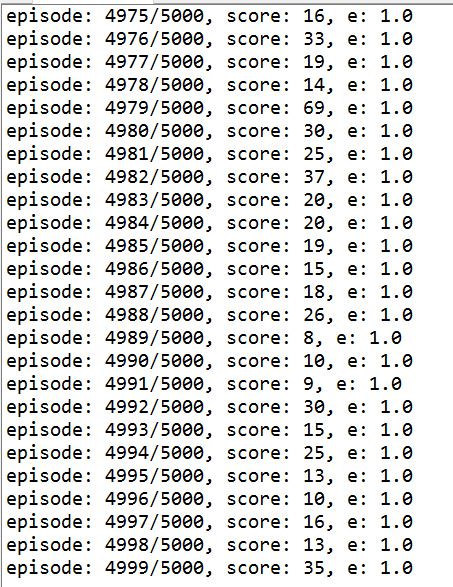 episode: 4975/5000, score: 16, e: 1.0
episode: 4976/5000, score: 33, e: 1.0
episode: 4977/5000, score: 19, e: 1.0
episode: 4978/5000, score: 14, e: 1.0
episode: 4979/5000, score: 69, e: 1.0
episode: 4980/5000, score: 30, e: 1.0
episode: 4981/5000, score: 25, e: 1.0
episode: 4982/5000, score: 37, e: 1.0
episode: 4983/5000, score: 20, e: 1.0
episode: 4984/5000, score: 20, e: 1.0
episode: 4985/5000, score: 19, e: 1.0
episode: 4986/5000, score: 15, e: 1.0
episode: 4987/5000, score: 18, e: 1.0
episode: 4988/5000, score: 26, e: 1.0
episode: 4989/5000, score: 8, e: 1.0
episode: 4990/5000, score: 10, e: 1.0
episode: 4991/5000, score: 9, e: 1.0
episode: 4992/5000, score: 30, e: 1.0
episode: 4993/5000, score: 15, e: 1.0
episode: 4994/5000, score: 25, e: 1.0
episode: 4995/5000, score: 13, e: 1.0
episode: 4996/5000, score: 10, e: 1.0
episode: 4997/5000, score: 16, e: 1.0
episode: 4998/5000, score: 13, e: 1.0
episode: 4999/5000, score: 35, e: 1.0